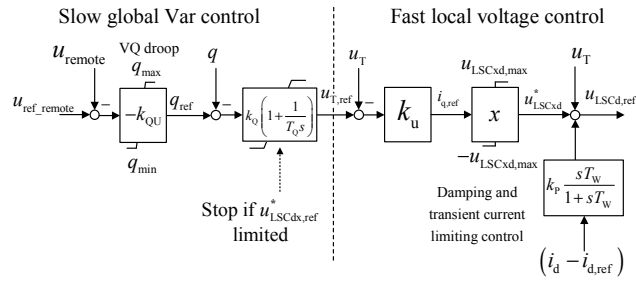 Slow global Var control
Fast local voltage control
u_remote
VQ droop
q_max
q
u_T
u_LSCxd,max
u_T
u_ref_remote
−
−k_QU
q_ref
−
k_Q(1+1/(T_Q s))
u_T,ref
−
k_u
i_q,ref
x
u*_LSCxd
u_LSCd,ref
q_min
−u_LSCxd,max
Stop if u*_LSCdx,ref
limited
Damping and
transient current
limiting control
k_P sT_W/(1+sT_W)
(i_d − i_d,ref)